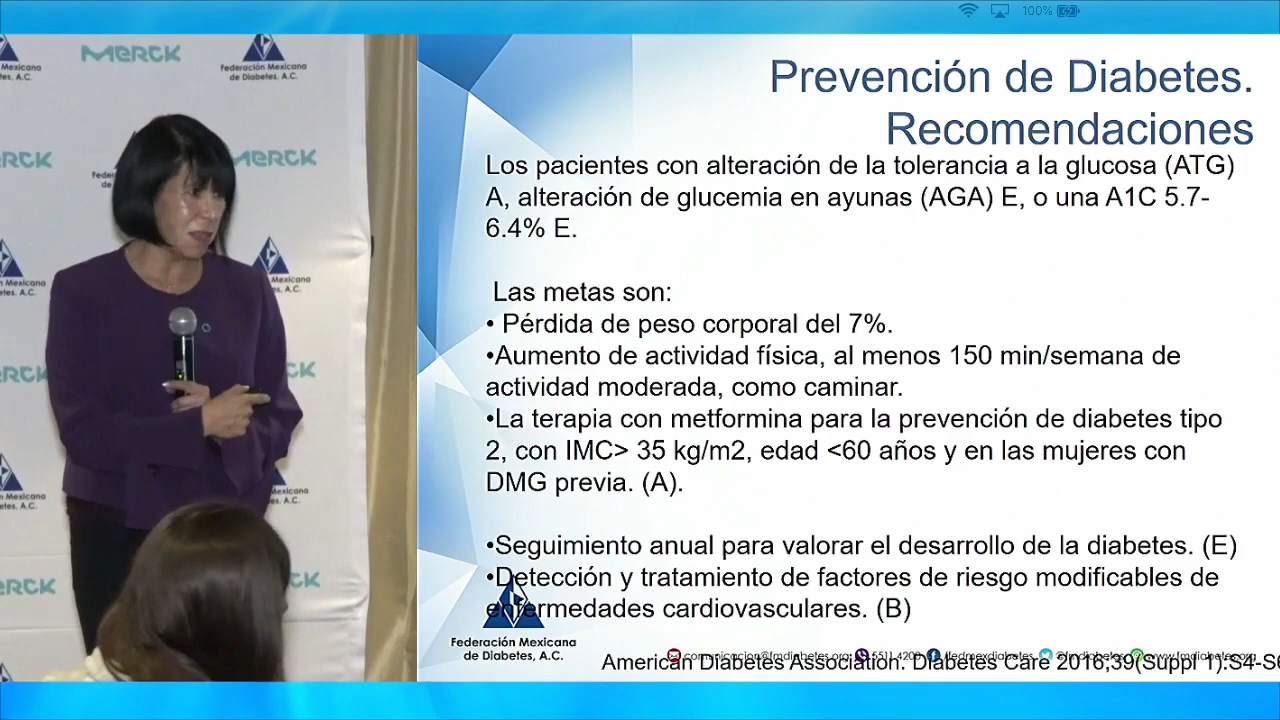 100%
MERCK
Federación Mexicana
de Diabetes, A.C.
MERCK
MERCK
Prevención de Diabetes.
Recomendaciones
Los pacientes con alteración de la tolerancia a la glucosa (ATG)
A, alteración de glucemia en ayunas (AGA) E, o una A1C 5.7-
6.4% E.
Las metas son:
• Pérdida de peso corporal del 7%.
•Aumento de actividad física, al menos 150 min/semana de
actividad moderada, como caminar.
•La terapia con metformina para la prevención de diabetes tipo
2, con IMC> 35 kg/m2, edad <60 años y en las mujeres con
DMG previa. (A).
•Seguimiento anual para valorar el desarrollo de la diabetes. (E)
•Detección y tratamiento de factores de riesgo modificables de
enfermedades cardiovasculares. (B)
Federación Mexicana
de Diabetes, A.C.
American Diabetes Association. Diabetes Care 2016;39(Suppl 1):S4-S